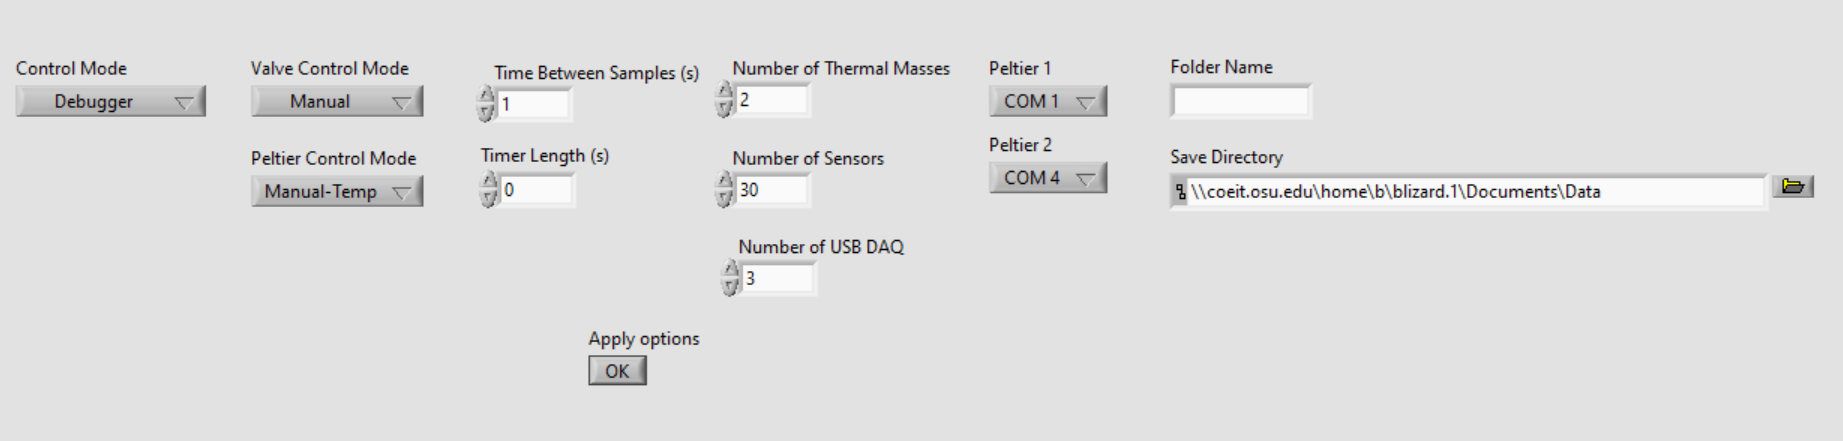 Control Mode
Debugger
Valve Control Mode
Manual
Peltier Control Mode
Manual-Temp
Time Between Samples (s)
1
Timer Length (s)
0
Number of Thermal Masses
2
Number of Sensors
30
Number of USB DAQ
3
Peltier 1
COM 1
Peltier 2
COM 4
Folder Name
Save Directory
\\coeit.osu.edu\home\b\blizard.1\Documents\Data
Apply options
OK